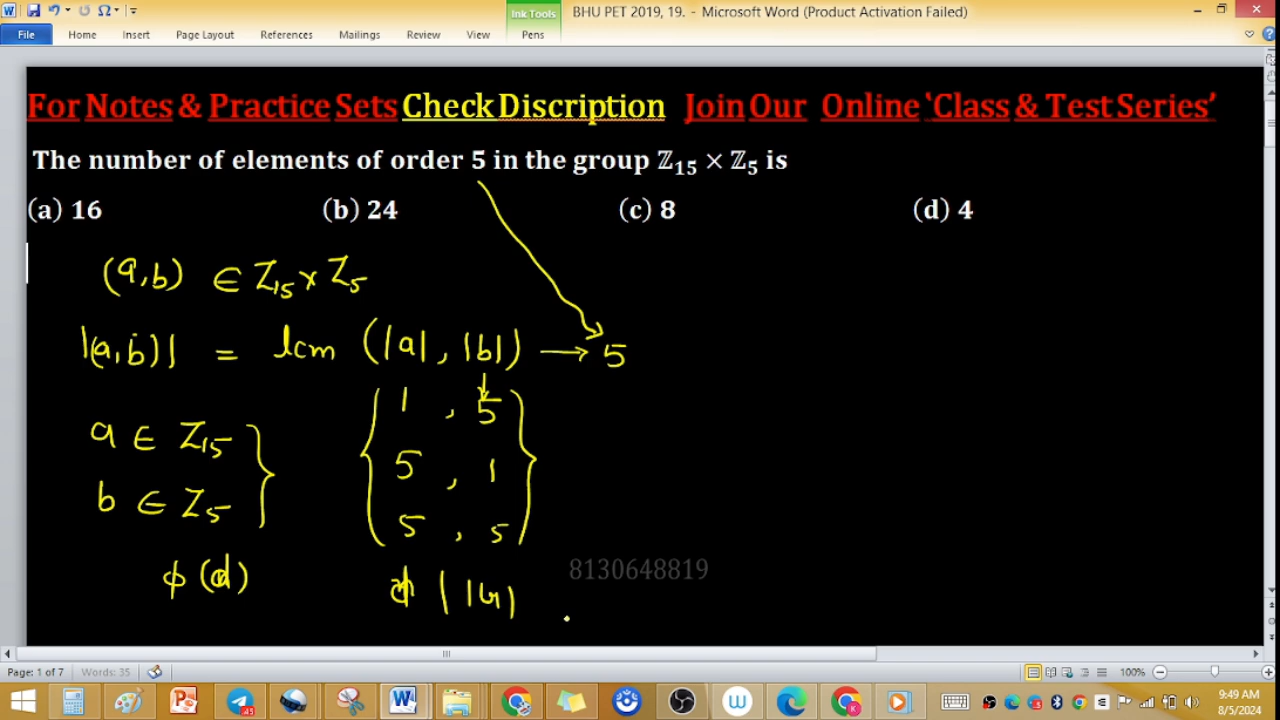 Ink Tools
BHU PET 2019, 19. - Microsoft Word (Product Activation Failed)
File Home Insert Page Layout References Mailings Review View Pens
For Notes & Practice Sets Check Discription Join Our Online ‘Class & Test Series’
The number of elements of order 5 in the group ℤ₁₅ × ℤ₅ is
(a) 16 (b) 24 (c) 8 (d) 4
(a,b) ∈ Z₁₅ × Z₅
|(a,b)| = lcm (|a|, |b|) → 5
1 , 5
a ∈ Z₁₅
5 , 1
b ∈ Z₅
5 , 5
8130648819
ϕ(d)
d |
Page: 1 of 7 Words: 35 100%
9:49 AM
8/5/2024